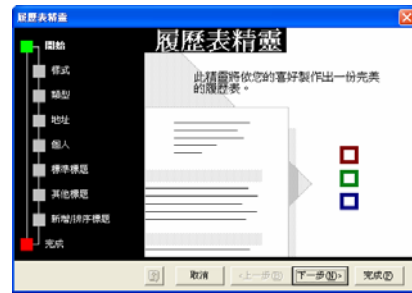 履歷表精靈
履歷表精靈
開始
樣式
類型
地址
個人
標準標題
其他標題
新增/排序標題
完成
此精靈將依您的喜好製作出一份完美
的履歷表。
取消
<上一步(B)
下一步(N)>
完成(F)